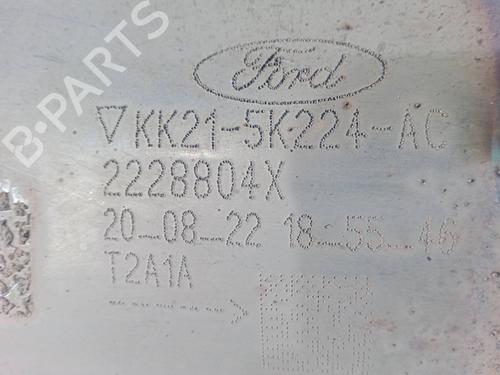 Ford
KK21-5K224-AC
2228804X
20-08-22 18-55-46
T2A1A
B-PARTS